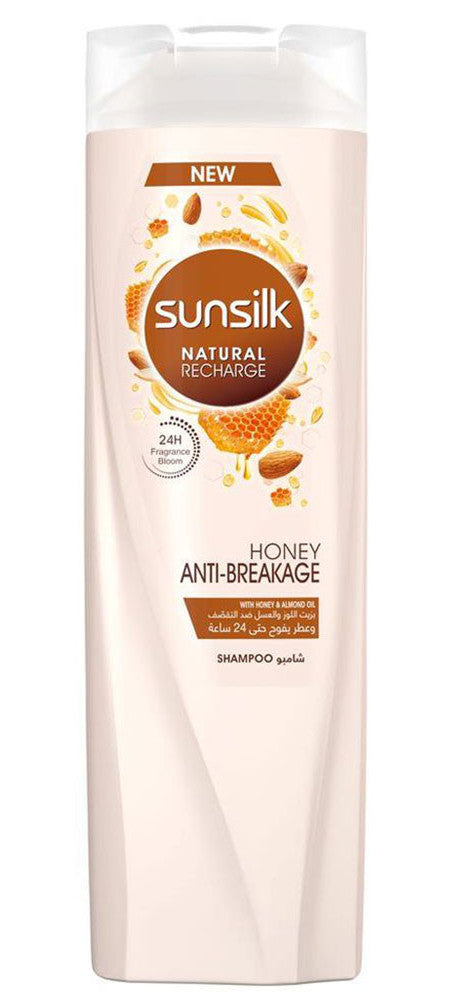 NEW
sunsilk
NATURAL
RECHARGE
24H
Fragrance
Bloom
HONEY
ANTI-BREAKAGE
WITH HONEY & ALMOND OIL
بزيت اللوز والعسل ضد التقصّف
وعطر يفوح حتى 24 ساعة
SHAMPOO شامبو